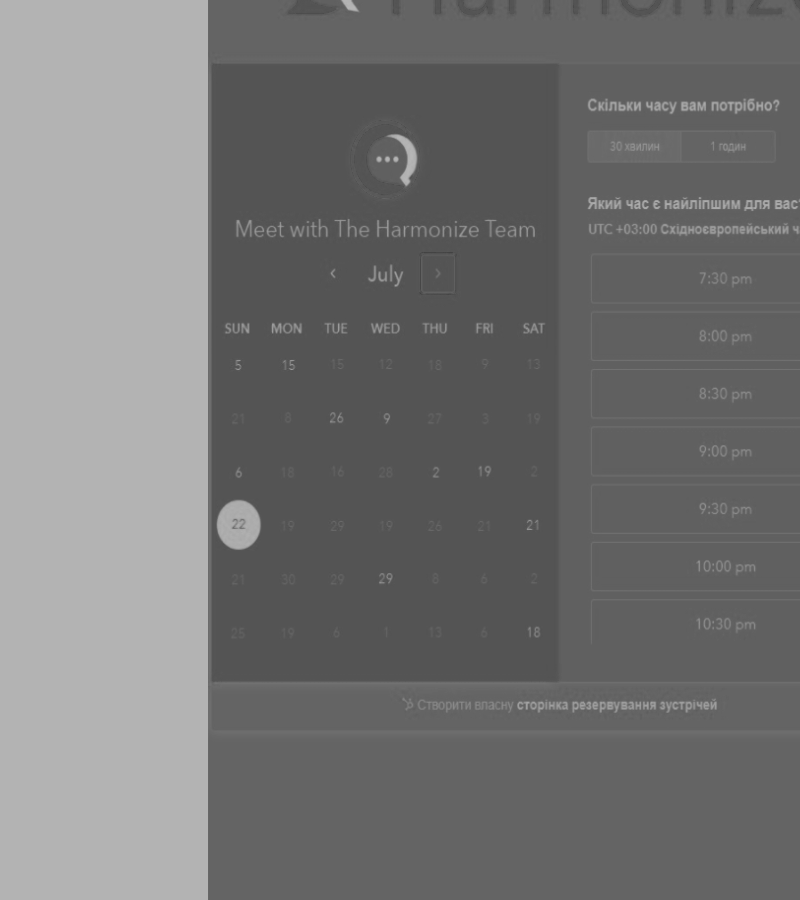 Harmonize
Скільки часу вам потрібно?
30 хвилин 1 годин
Який час є найліпшим для вас?
UTC +03:00 Східноєвропейський
Meet with The Harmonize Team
July
SUN MON TUE WED THU FRI SAT
5 15 15 12 18 9 13
21 8 26 9 27 3 19
6 18 16 28 2 19 2
22 19 29 19 26 21 21
21 30 29 29 8 6 2
25 19 6 1 13 6 18
7:30 pm
8:00 pm
8:30 pm
9:00 pm
9:30 pm
10:00 pm
10:30 pm
Створити власну сторінка резервування зустрічей